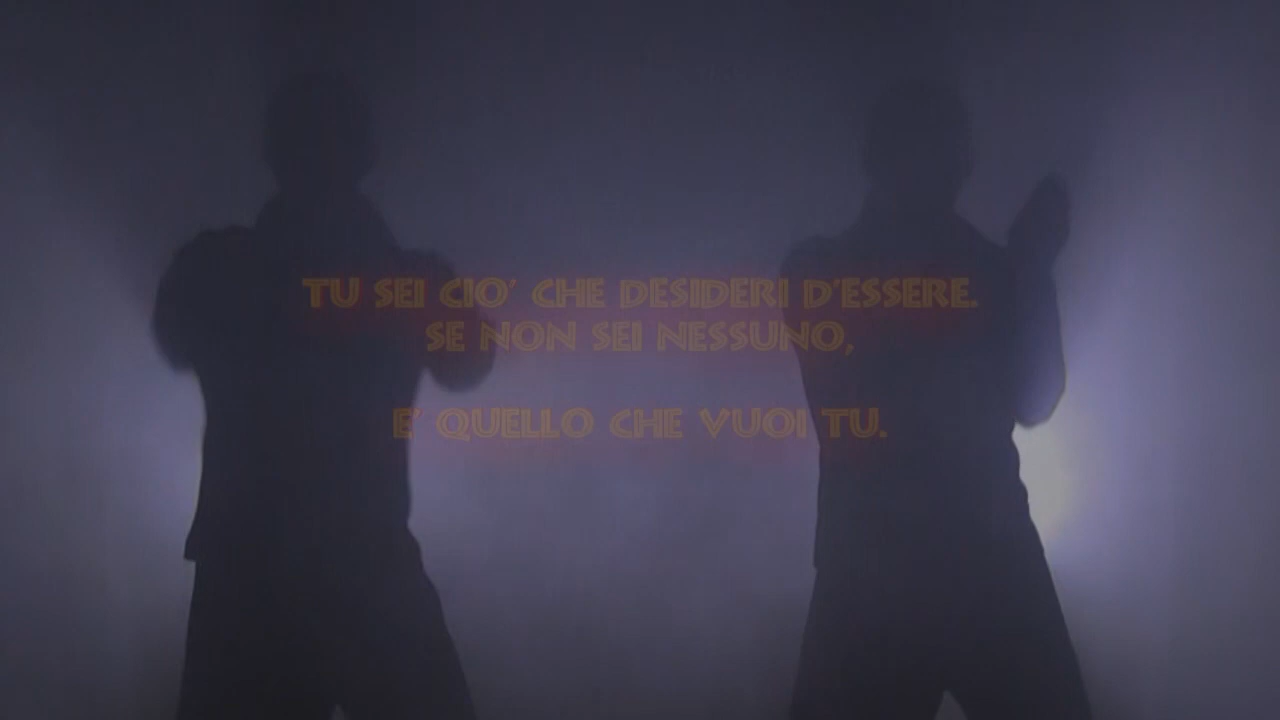 TU SEI CIO' CHE DESIDERI D'ESSERE.
SE NON SEI NESSUNO,
E' QUELLO CHE VUOI TU.